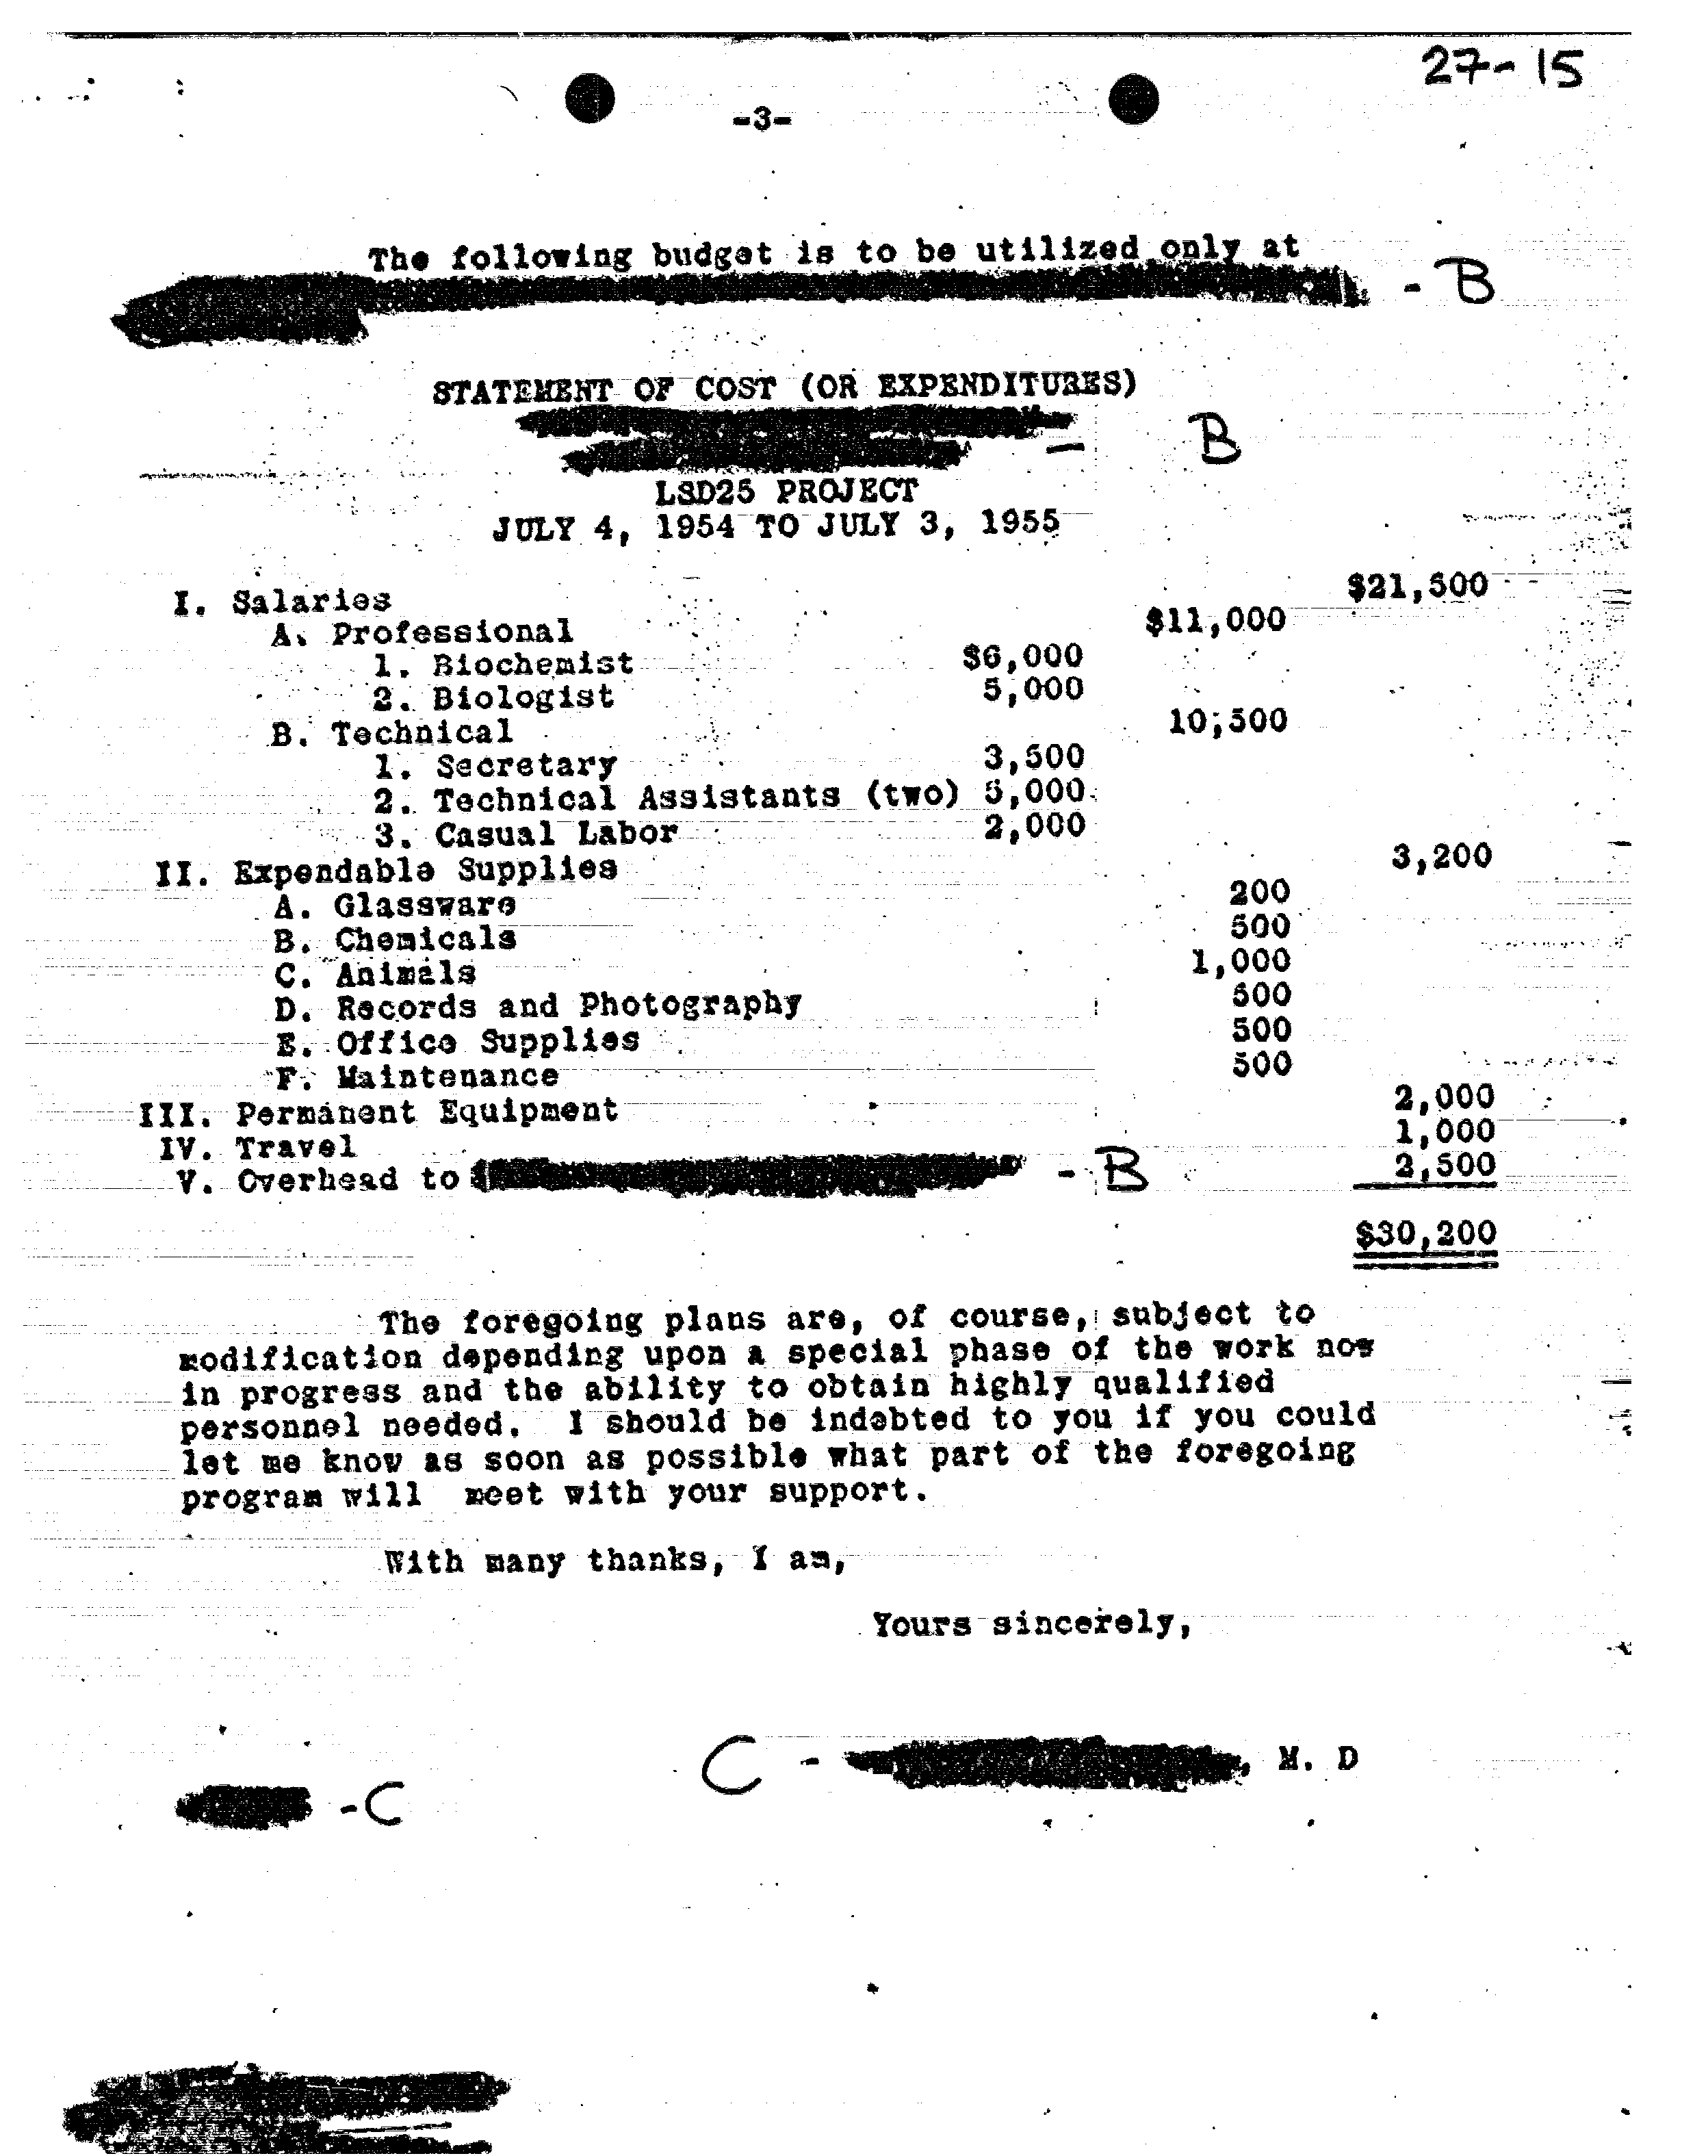 27-15
-3-
The following budget is to be utilized only at
- B
STATEMENT OF COST (OR EXPENDITURES)
- B
LSD25 PROJECT
JULY 4, 1954 TO JULY 3, 1955
I. Salaries $21,500
A. Professional $11,000
1. Biochemist $6,000
2. Biologist 5,000
B. Technical 10,500
1. Secretary 3,500
2. Technical Assistants (two) 5,000
3. Casual Labor 2,000
II. Expendable Supplies 3,200
A. Glassware 200
B. Chemicals 500
C. Animals 1,000
D. Records and Photography 500
E. Office Supplies 500
F. Maintenance 500
III. Permanent Equipment 2,000
IV. Travel 1,000
V. Overhead to - B 2,500
$30,200
The foregoing plans are, of course, subject to
modification depending upon a special phase of the work now
in progress and the ability to obtain highly qualified
personnel needed. I should be indebted to you if you could
let me know as soon as possible what part of the foregoing
program will meet with your support.
With many thanks, I am,
Yours sincerely,
C - , M. D
- C